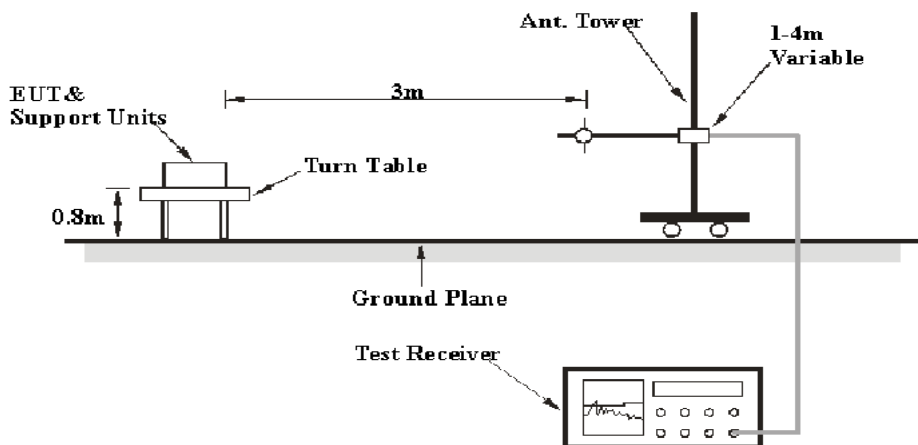 Ant. Tower
1-4m
Variable
EUT&
Support Units
3m
Turn Table
0.8m
Ground Plane
Test Receiver